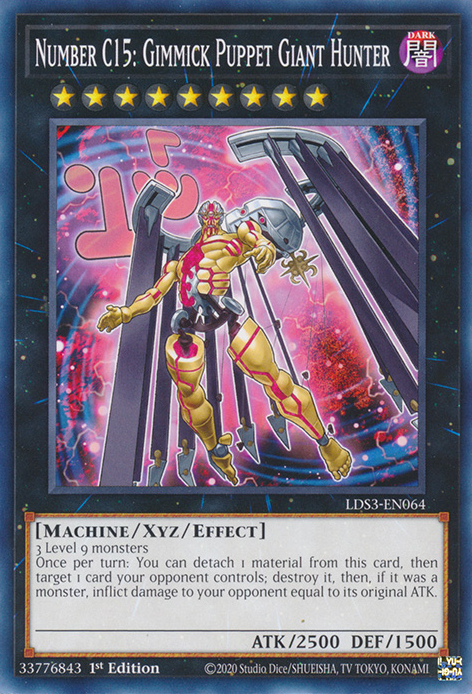 NUMBER C15: GIMMICK PUPPET GIANT HUNTER
DARK
闇
LDS3-EN064
[MACHINE/XYZ/EFFECT]
3 Level 9 monsters
Once per turn: You can detach 1 material from this card, then
target 1 card your opponent controls; destroy it, then, if it was a
monster, inflict damage to your opponent equal to its original ATK.
ATK/2500 DEF/1500
33776843 1st Edition ©2020 Studio Dice/SHUEISHA, TV TOKYO, KONAMI